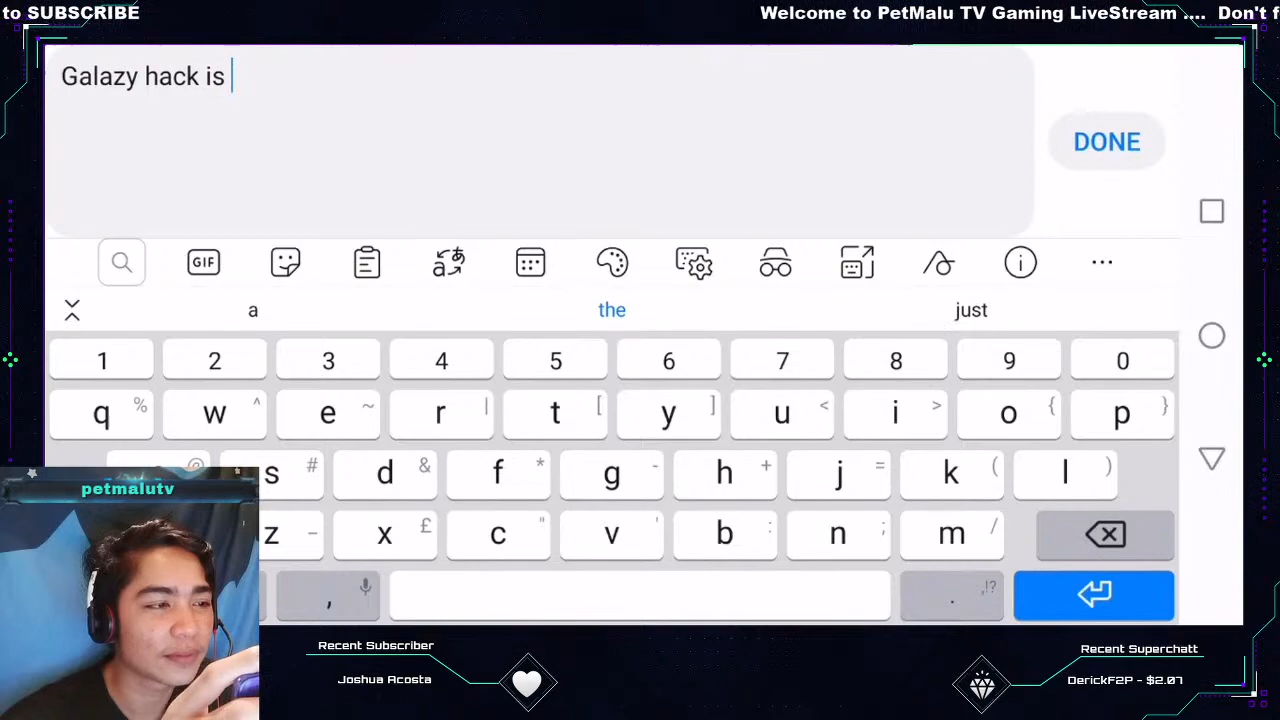 to SUBSCRIBE
Welcome to PetMalu TV Gaming LiveStream .... Don't f
Galazy hack is
DONE
GIF
a the just
1 2 3 4 5 6 7 8 9 0
q % w ^ e ~ r | t [ y ] u < i > o { p }
@ s # d & f * g - h + j = k ( l )
z _ x £ c " v ' b : n ; m /
, . ,!?
petmalutv
Recent Subscriber
Joshua Acosta
Recent Superchatt
DerickF2P - $2.07